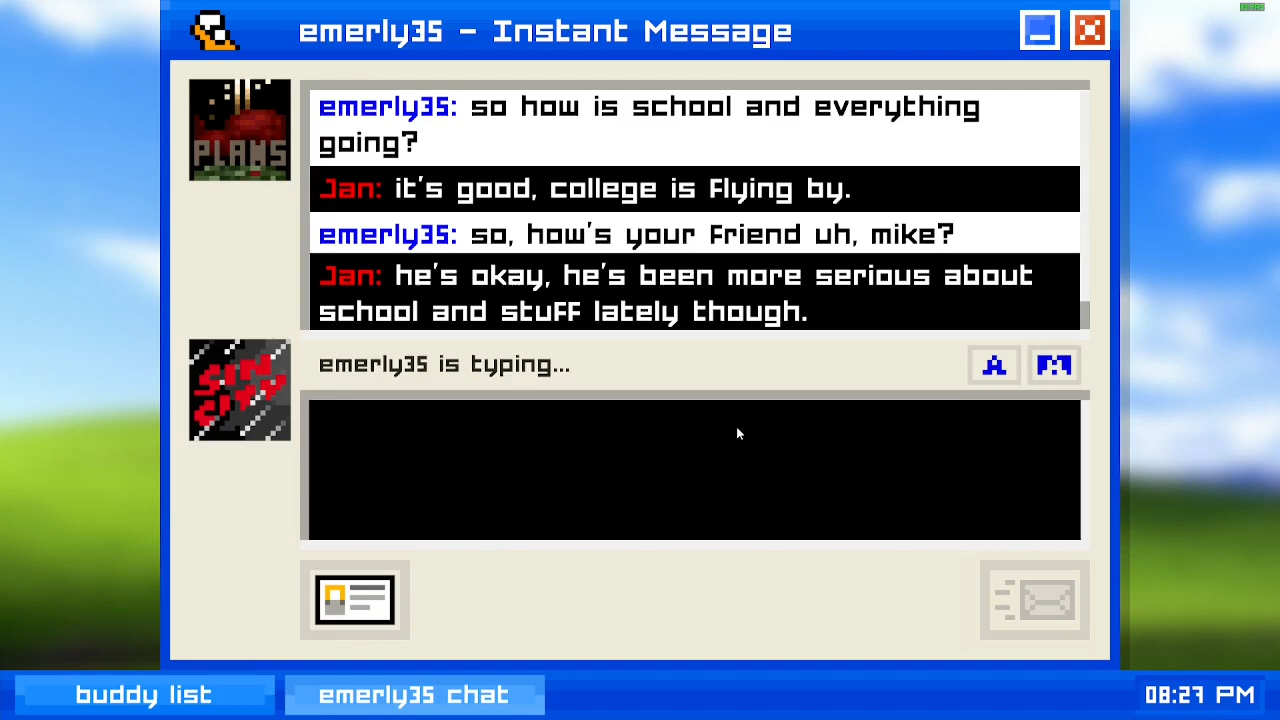 emerly35 - Instant Message
PLANS
emerly35: so how is school and everything
going?
Jan: it's good, college is flying by.
emerly35: so, how's your friend uh, mike?
Jan: he's okay, he's been more serious about
school and stuff lately though.
SIN
CITY
emerly35 is typing...
A
buddy list
emerly35 chat
08:27 PM